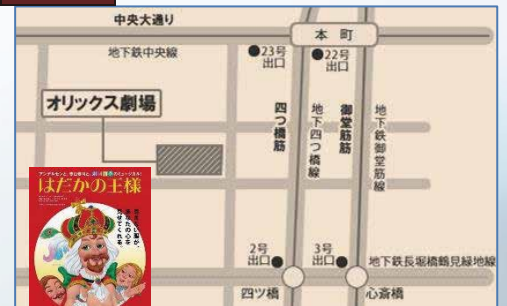 中央大通り
本町
地下鉄中央線
●23号
出口
●22号
出口
オリックス劇場
四つ橋筋
地下四つ橋線
御堂筋筋
地下鉄御堂筋線
はだかの王様
2号
出口●
3号
出口●
地下鉄長堀橋鶴見緑地線
四ツ橋
心斎橋